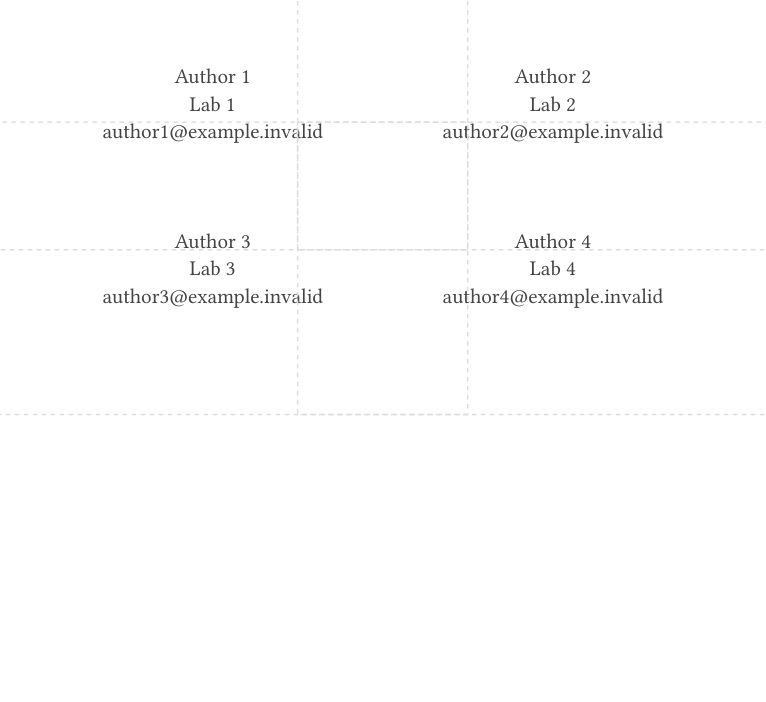 Author 1
Lab 1
author1@example.invalid
Author 2
Lab 2
author2@example.invalid
Author 3
Lab 3
author3@example.invalid
Author 4
Lab 4
author4@example.invalid